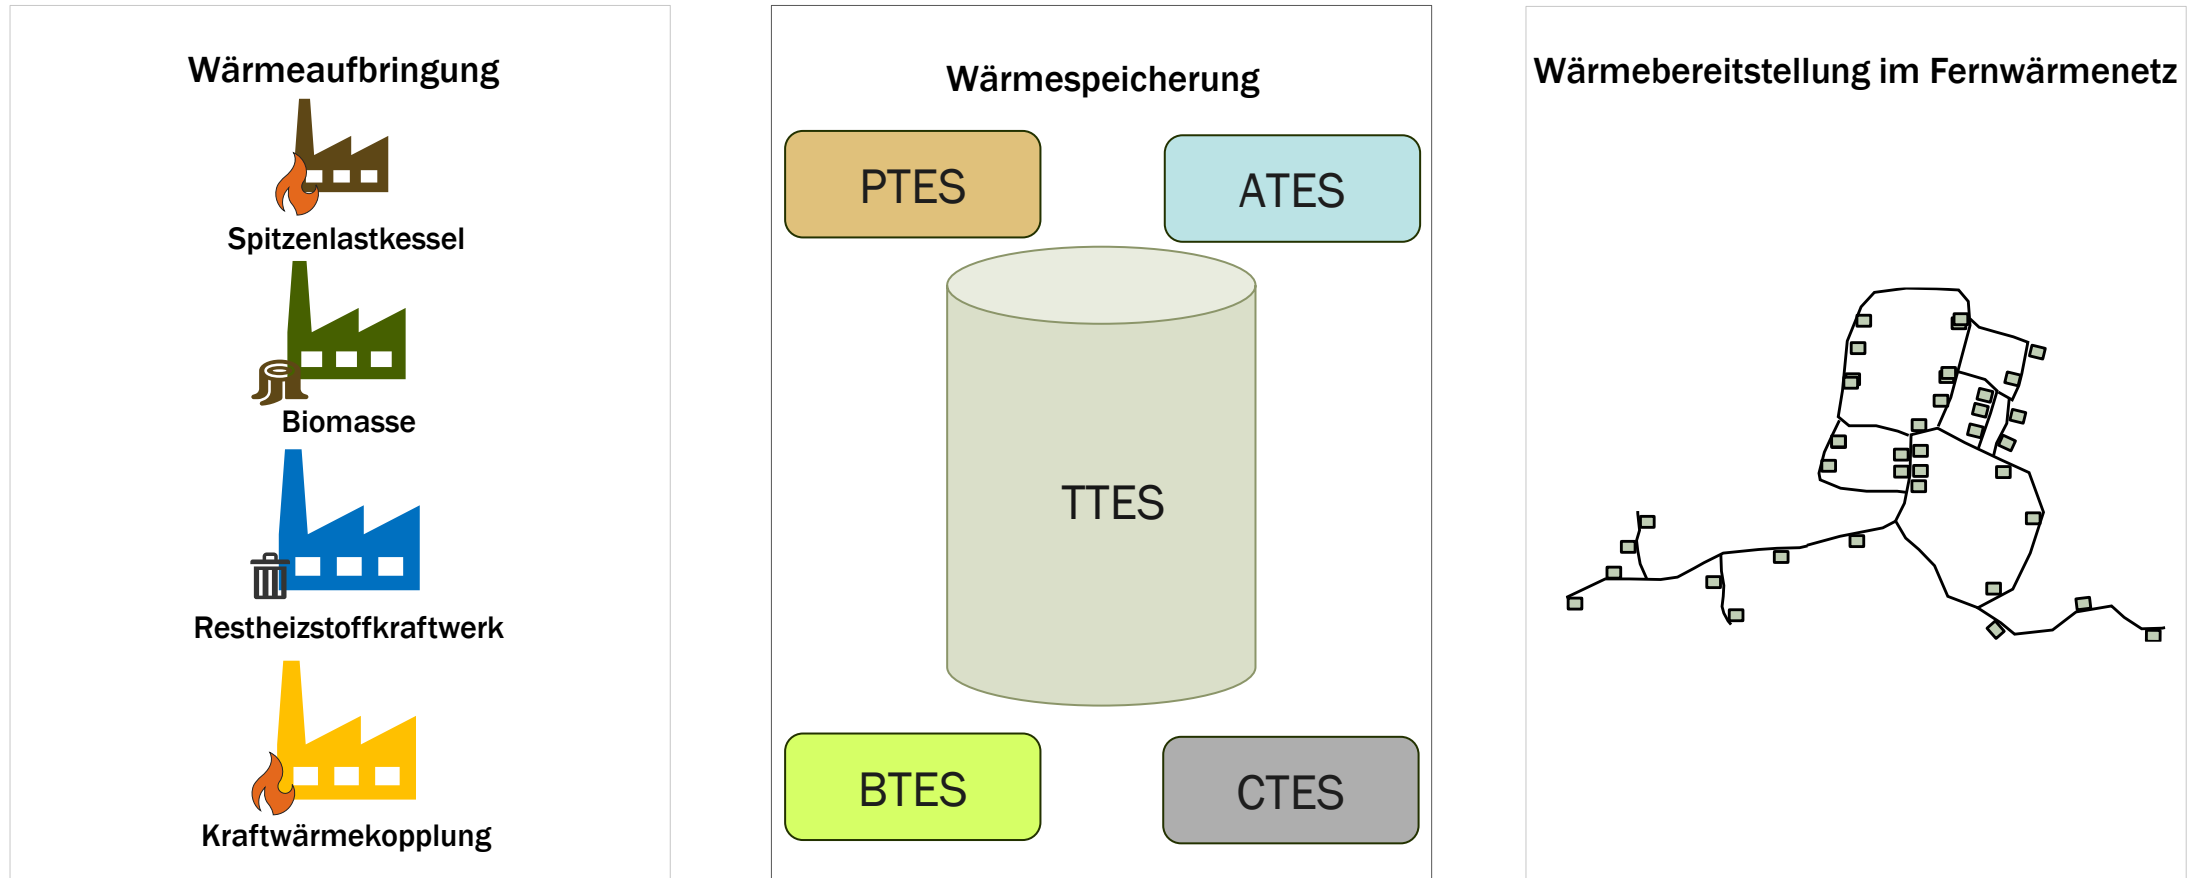 Wärmeaufbringung
Spitzenlastkessel
Biomasse
Restheizstoffkraftwerk
Kraftwärmekopplung
Wärmespeicherung
PTES
ATES
TTES
BTES
CTES
Wärmebereitstellung im Fernwärmenetz